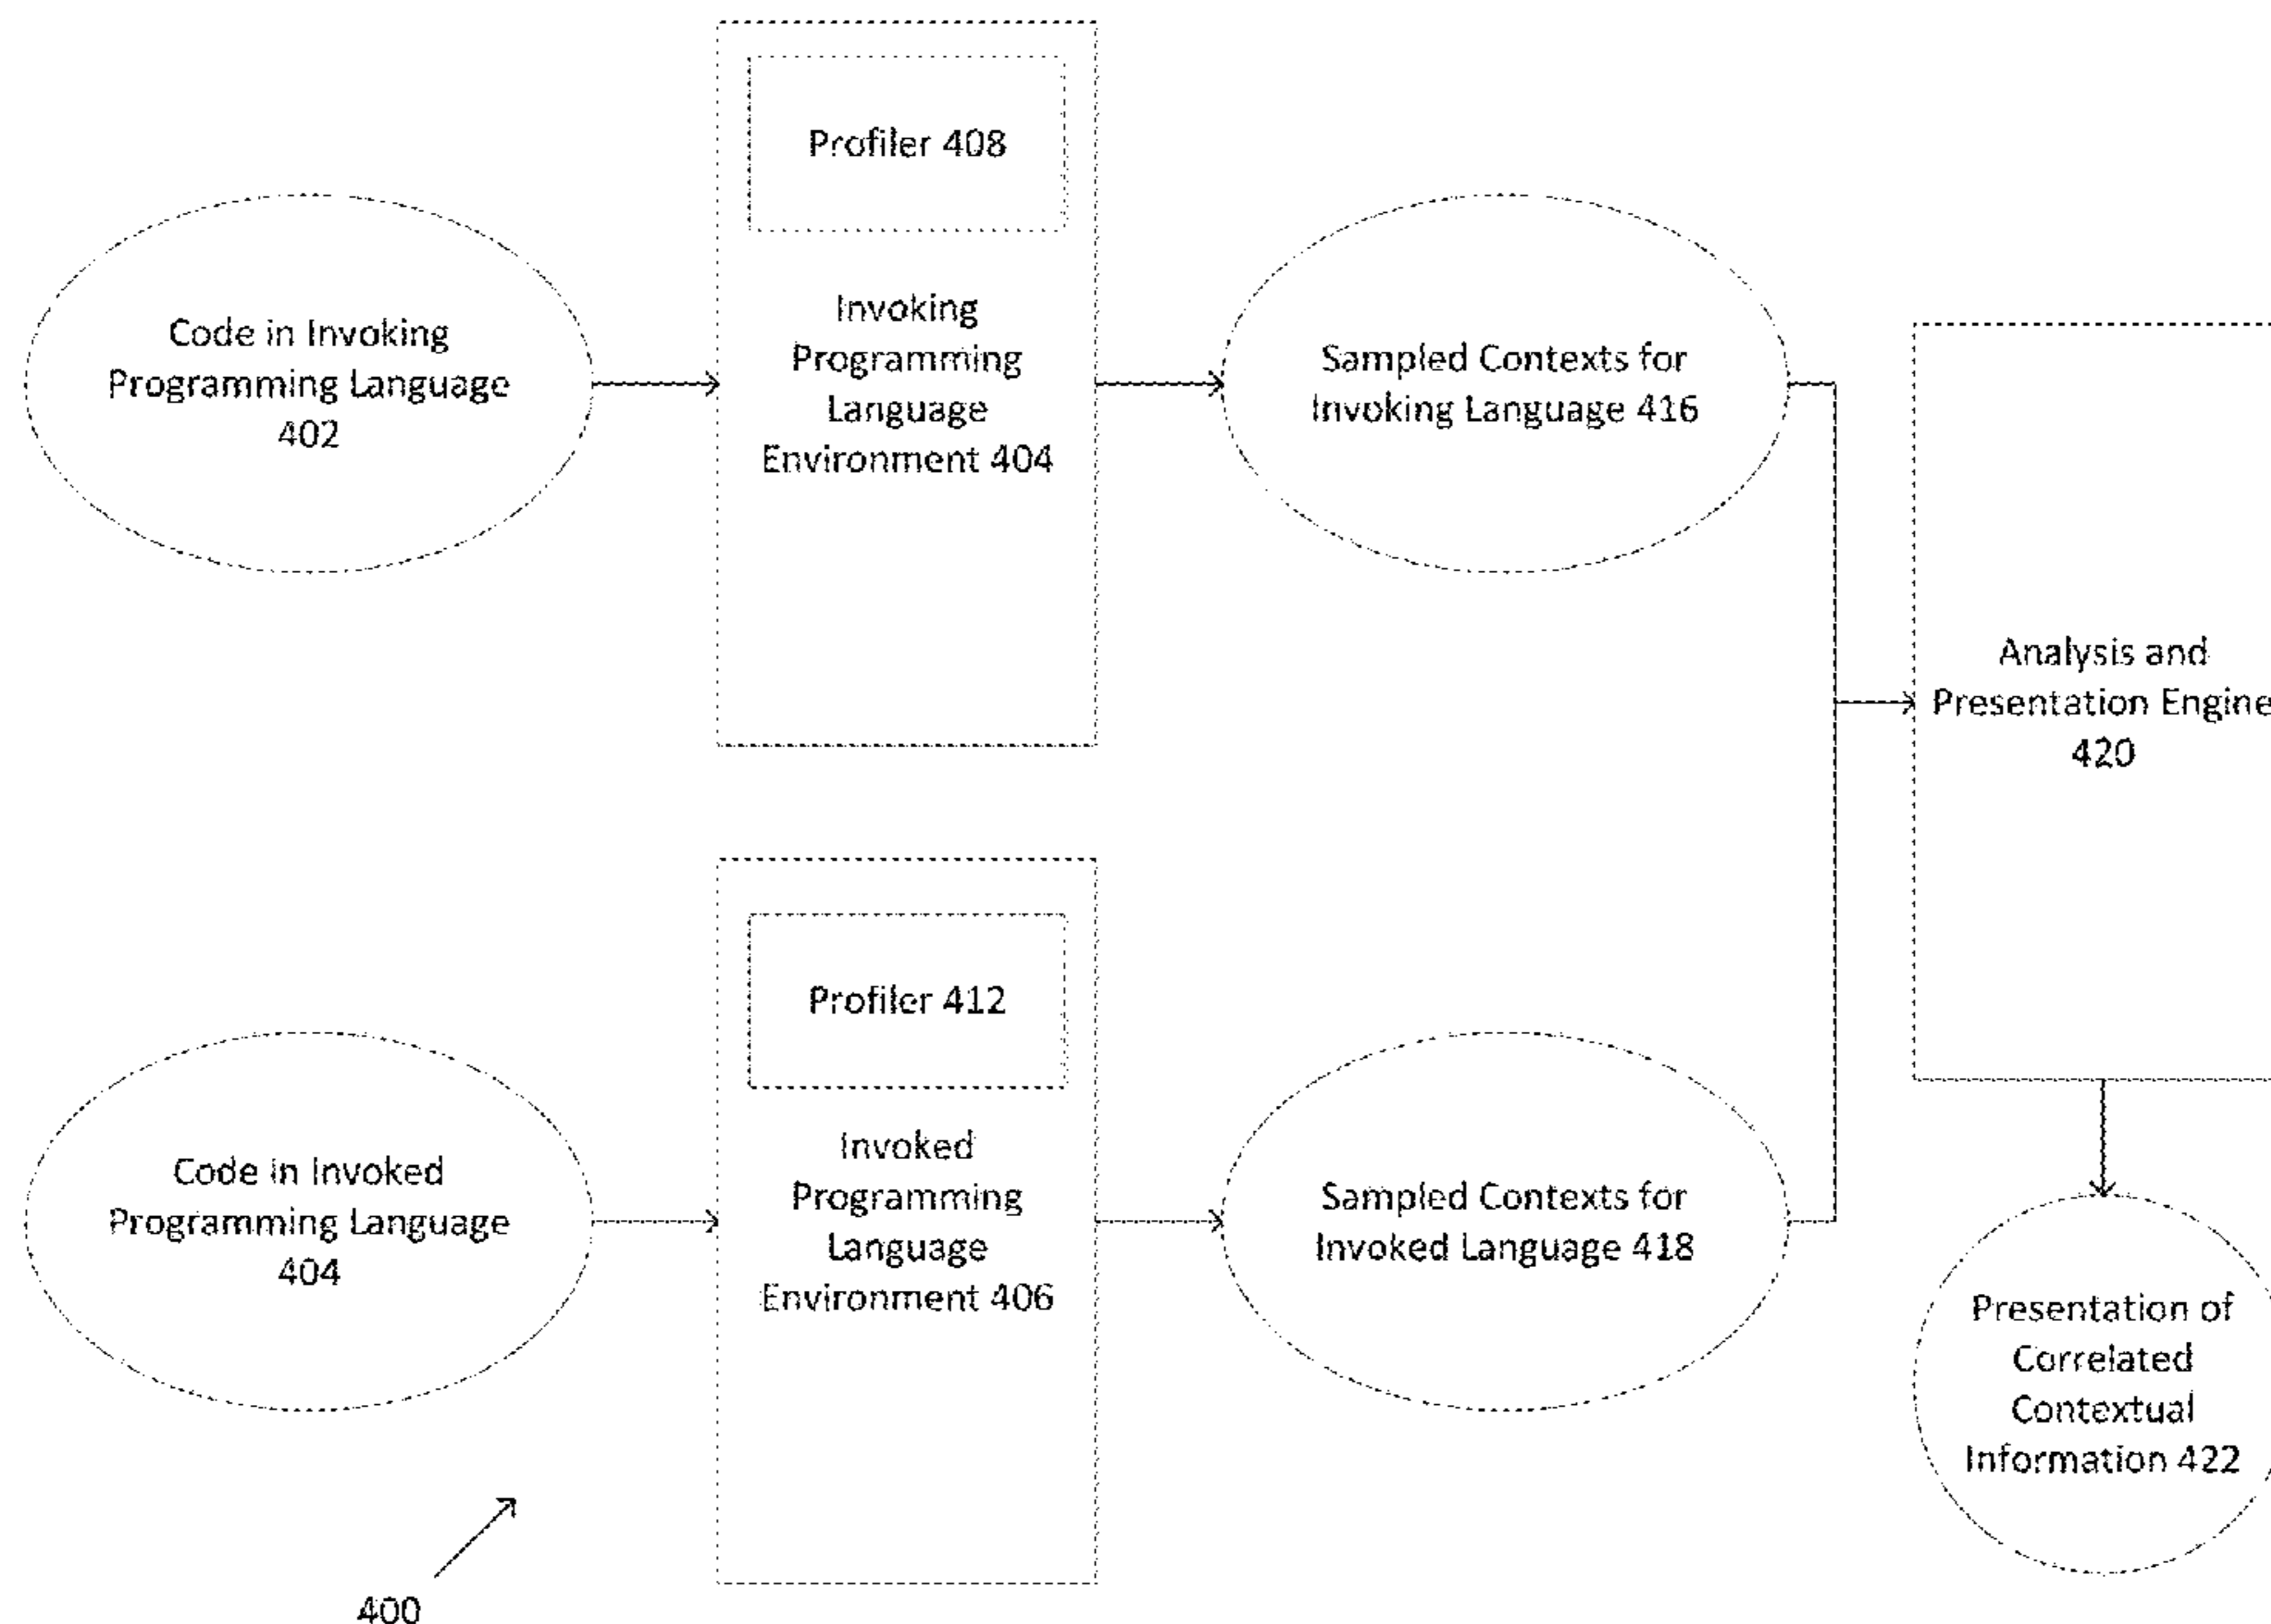 Profiler 408
Code in Invoking
Programming Language
402
Invoking
Programming
Language
Environment 404
Sampled Contexts for
Invoking Language 416
Analysis and
Presentation Engine
420
Profiler 412
Code in Invoked
Programming Language
404
Invoked
Programming
Language
Environment 406
Sampled Contexts for
Invoked Language 418
Presentation of
Correlated
Contextual
Information 422
400